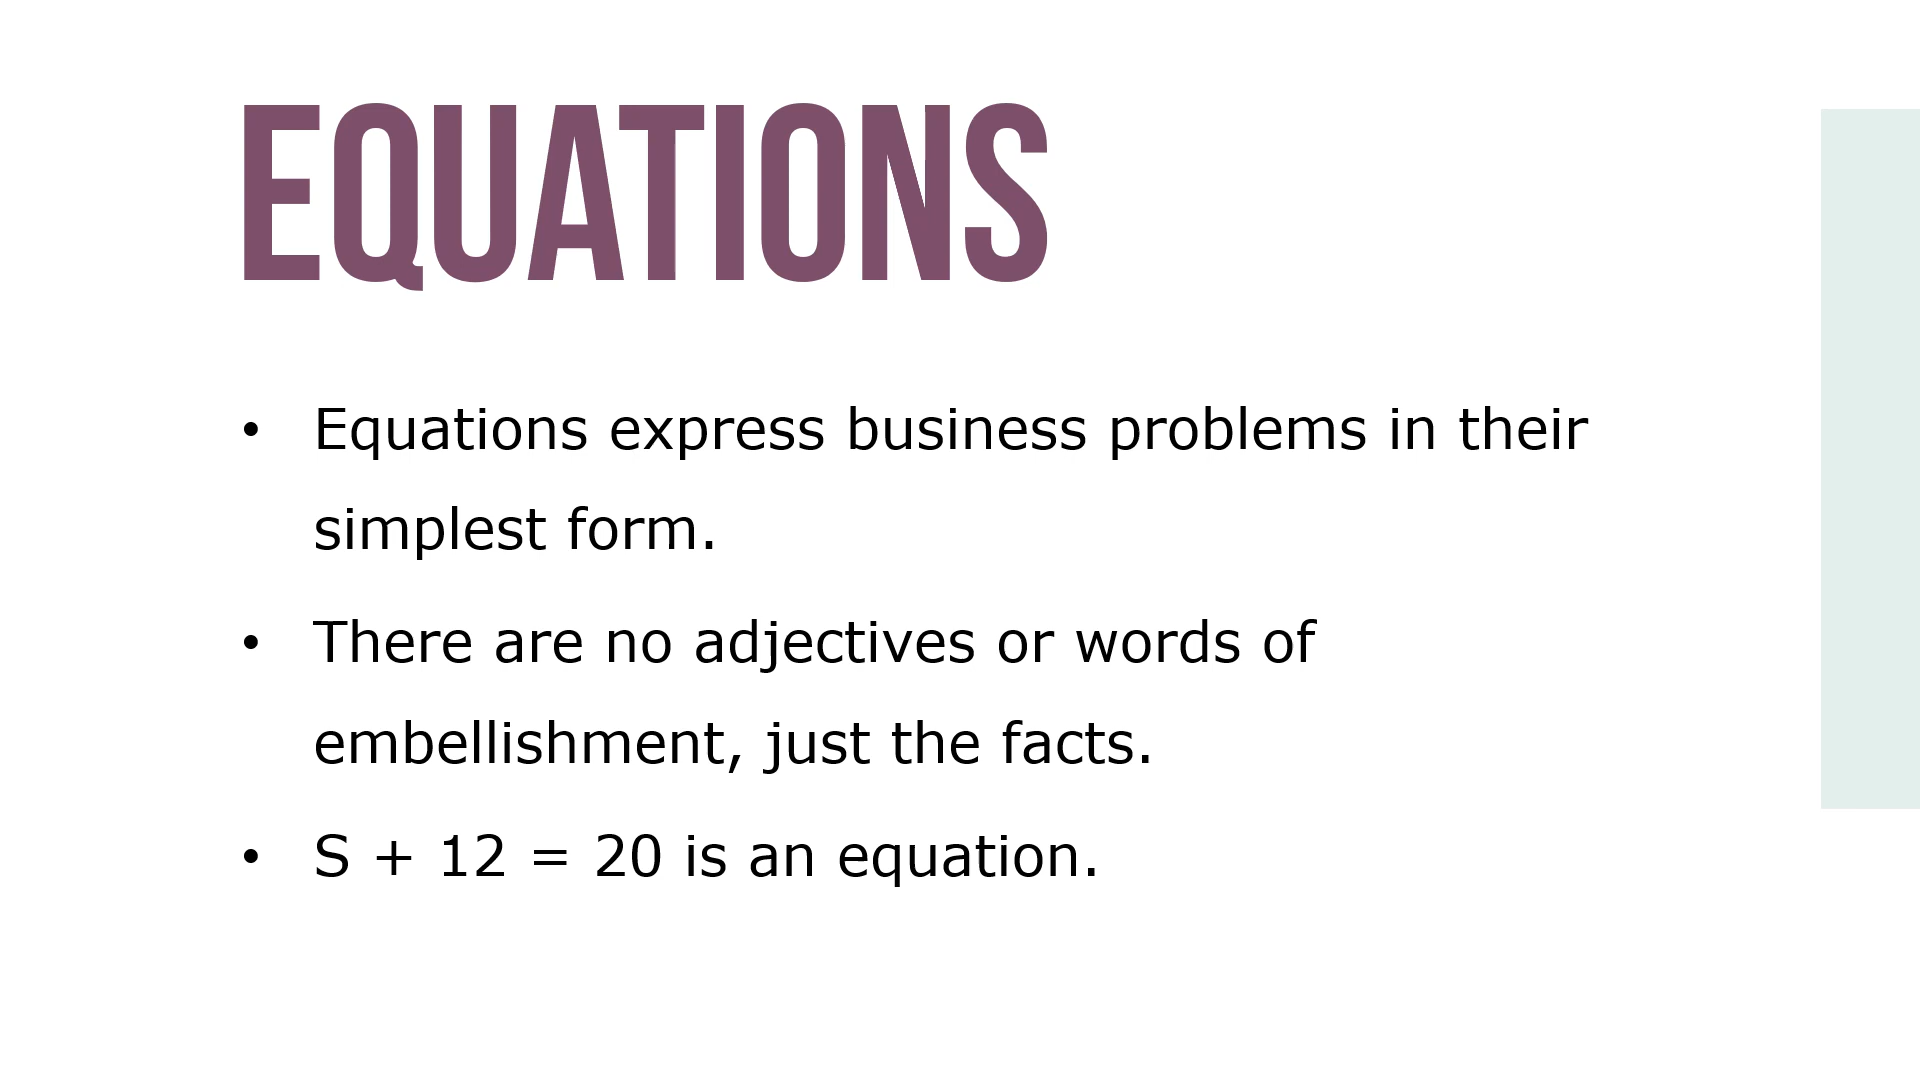 EQUATIONS
• Equations express business problems in their
simplest form.
• There are no adjectives or words of
embellishment, just the facts.
• S + 12 = 20 is an equation.